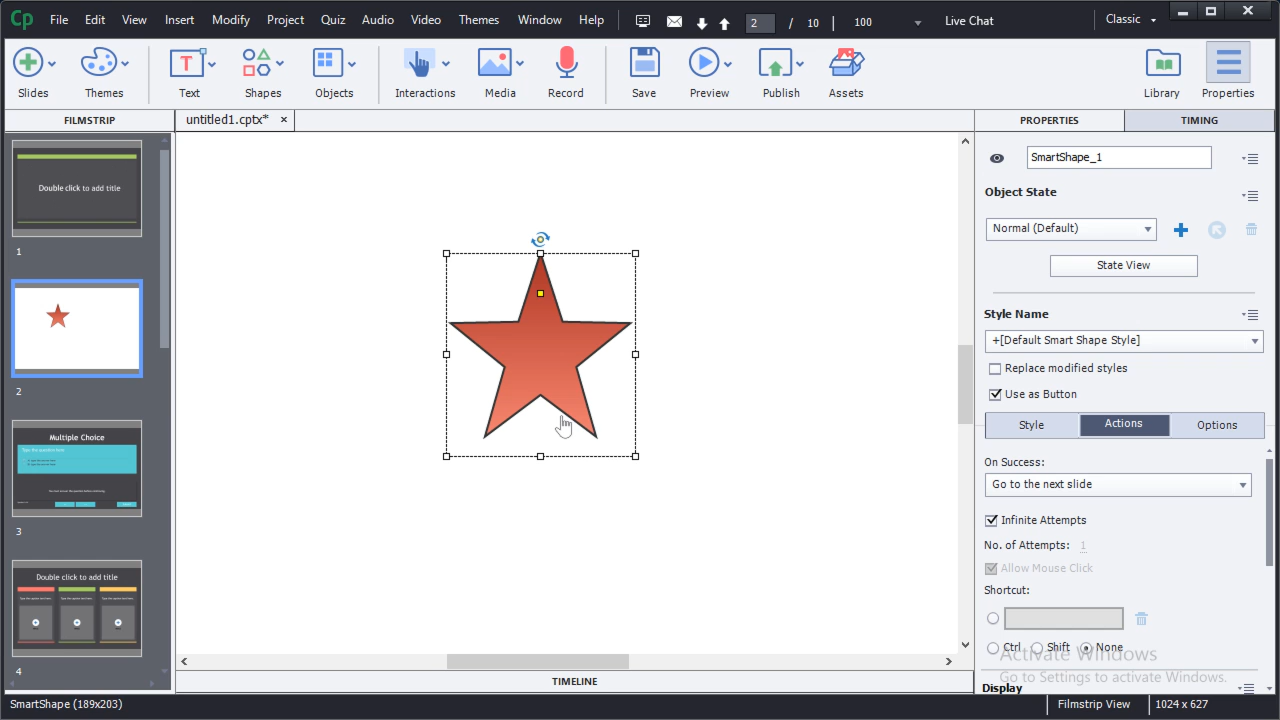 Cp File Edit View Insert Modify Project Quiz Audio Video Themes Window Help 2 / 10 100 Live Chat Classic
Slides Themes Text Shapes Objects Interactions Media Record Save Preview Publish Assets Library Properties
FILMSTRIP untitled1.cptx* × PROPERTIES TIMING
Double click to add title
1
2
Multiple Choice
Type the question here
3
Double click to add title
4
SmartShape_1
Object State
Normal (Default)
State View
Style Name
+[Default Smart Shape Style]
Replace modified styles
Use as Button
Style Actions Options
On Success:
Go to the next slide
Infinite Attempts
No. of Attempts: 1
Allow Mouse Click
Shortcut:
Ctrl Shift None
Activate Windows
Go to Settings to activate Windows.
Display
TIMELINE
SmartShape (189x203) Filmstrip View 1024 x 627